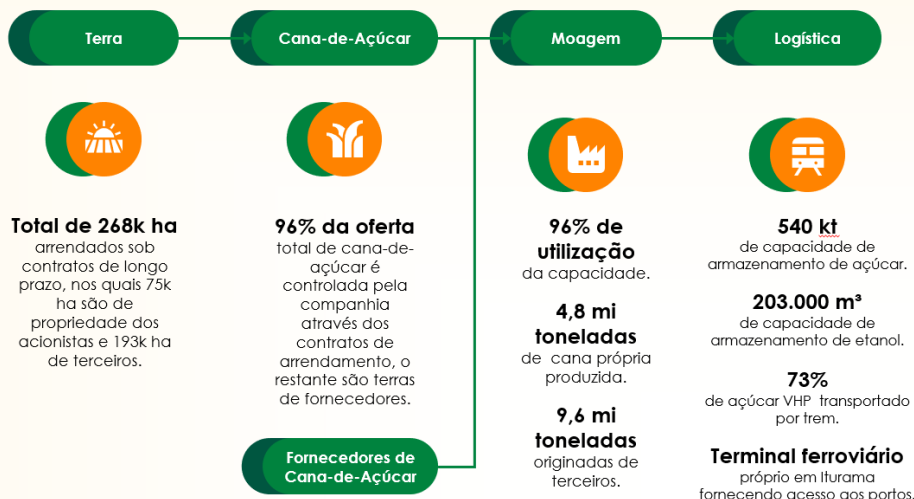 Terra
Cana-de-Açúcar
Moagem
Logística
Total de 268k ha
arrendados sob
contratos de longo
prazo, nos quais 75k
ha são de
propriedade dos
acionistas e 193k ha
de terceiros.
96% da oferta
total de cana-de-
açúcar é
controlada pela
companhia
através dos
contratos de
arrendamento, o
restante são terras
de fornecedores.
Fornecedores de
Cana-de-Açúcar
96% de
utilização
da capacidade.
4,8 mi
toneladas
de cana própria
produzida.
9,6 mi
toneladas
originadas de
terceiros.
540 kt
de capacidade de
armazenamento de açúcar.
203.000 m³
de capacidade de
armazenamento de etanol.
73%
de açúcar VHP transportado
por trem.
Terminal ferroviário
próprio em Iturama
fornecendo acesso aos portos.